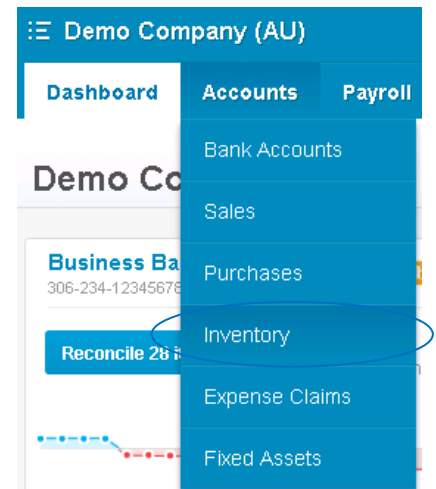 Demo Company (AU)
Dashboard Accounts Payroll
Bank Accounts
Demo Co
Sales
Business Ba
306-234-12345678
Purchases
Inventory
Reconcile 28 i
Expense Claims
Fixed Assets